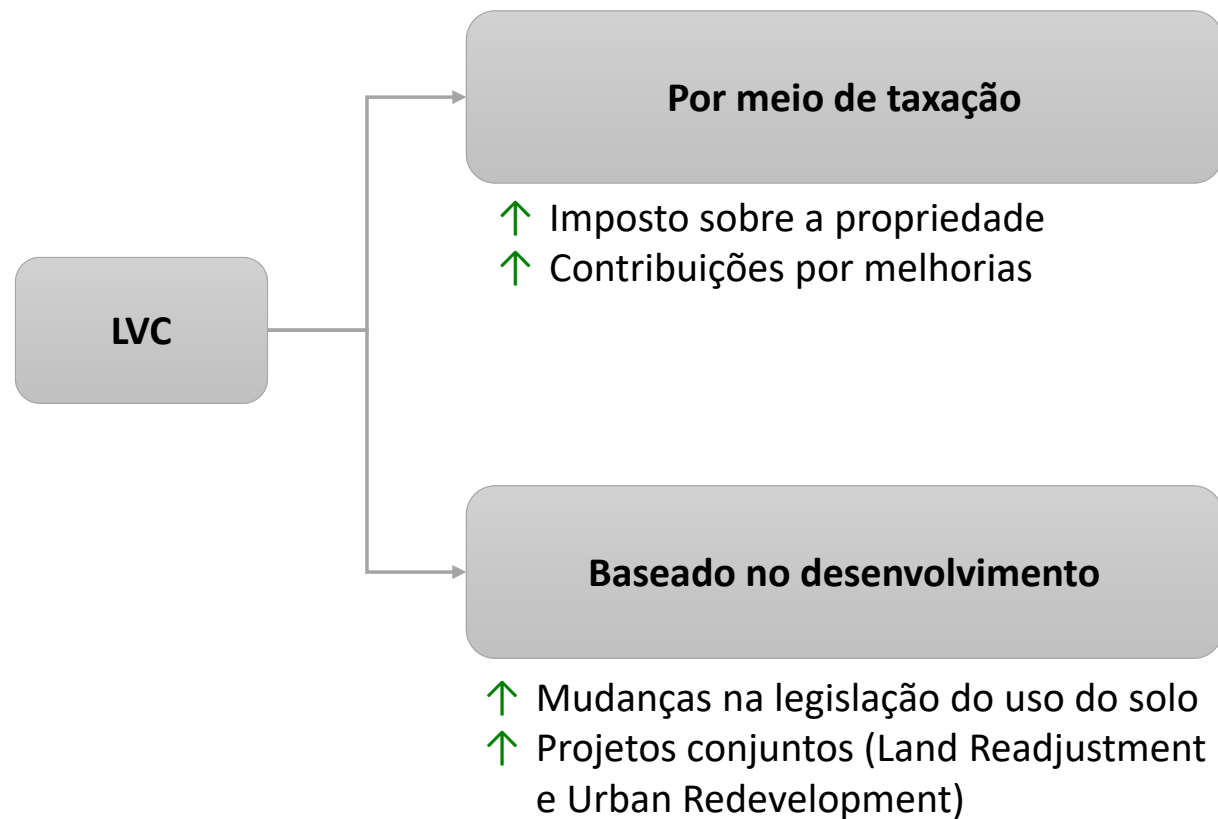 Por meio de taxação
↑ Imposto sobre a propriedade
↑ Contribuições por melhorias
LVC
Baseado no desenvolvimento
↑ Mudanças na legislação do uso do solo
↑ Projetos conjuntos (Land Readjustment
e Urban Redevelopment)